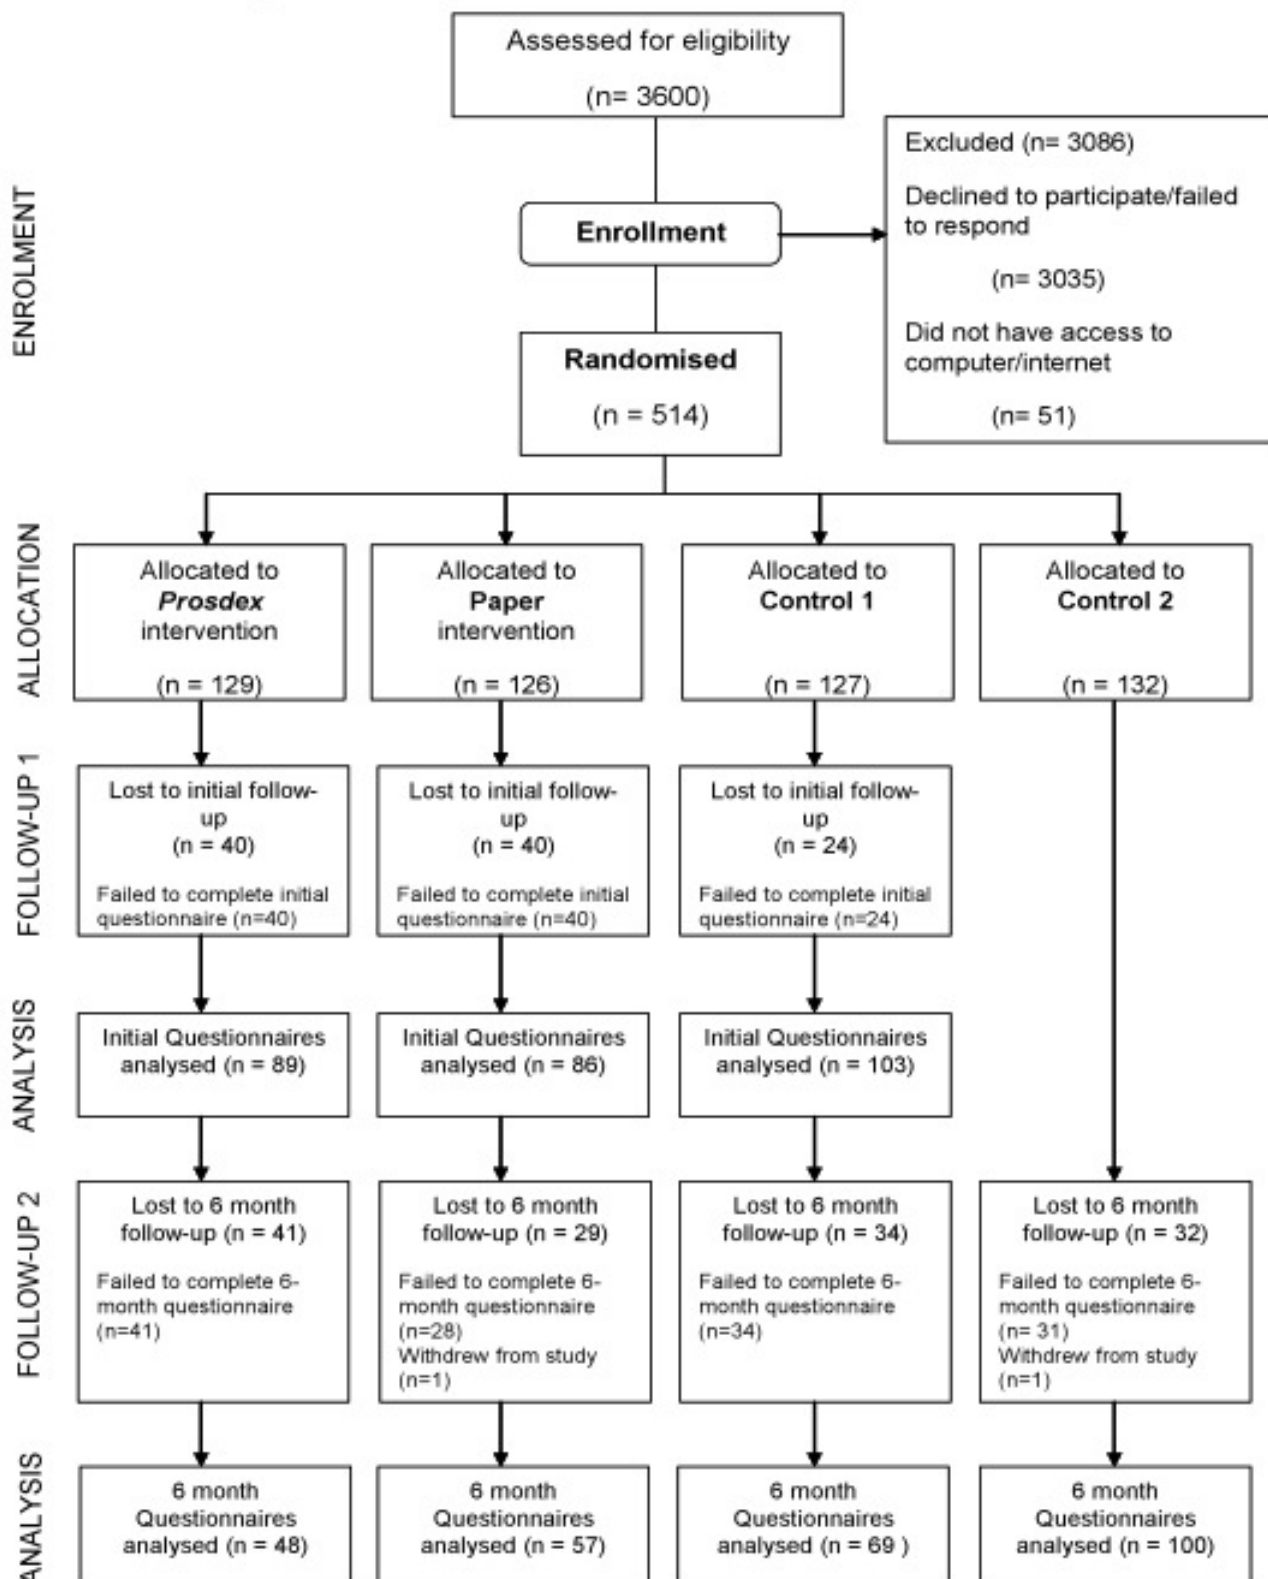 Assessed for eligibility
(n= 3600)
Excluded (n= 3086)
Declined to participate/failed
to respond
(n= 3035)
Did not have access to
computer/internet
(n= 51)
ENROLMENT
Enrollment
Randomised
(n = 514)
ALLOCATION
Allocated to
Prosdex
intervention
(n = 129)
Allocated to
Paper
intervention
(n = 126)
Allocated to
Control 1
(n = 127)
Allocated to
Control 2
(n = 132)
FOLLOW-UP 1
Lost to initial follow-
up
(n = 40)
Failed to complete initial
questionnaire (n=40)
Lost to initial follow-
up
(n = 40)
Failed to complete initial
questionnaire (n=40)
Lost to initial follow-
up
(n = 24)
Failed to complete initial
questionnaire (n=24)
ANALYSIS
Initial Questionnaires
analysed (n = 89)
Initial Questionnaires
analysed (n = 86)
Initial Questionnaires
analysed (n = 103)
FOLLOW-UP 2
Lost to 6 month
follow-up (n = 41)
Failed to complete 6-
month questionnaire
(n=41)
Lost to 6 month
follow-up (n = 29)
Failed to complete 6-
month questionnaire
(n=28)
Withdrew from study
(n=1)
Lost to 6 month
follow-up (n = 34)
Failed to complete 6-
month questionnaire
(n=34)
Lost to 6 month
follow-up (n = 32)
Failed to complete 6-
month questionnaire
(n= 31)
Withdrew from study
(n=1)
ANALYSIS
6 month
Questionnaires
analysed (n = 48)
6 month
Questionnaires
analysed (n = 57)
6 month
Questionnaires
analysed (n = 69 )
6 month
Questionnaires
analysed (n = 100)